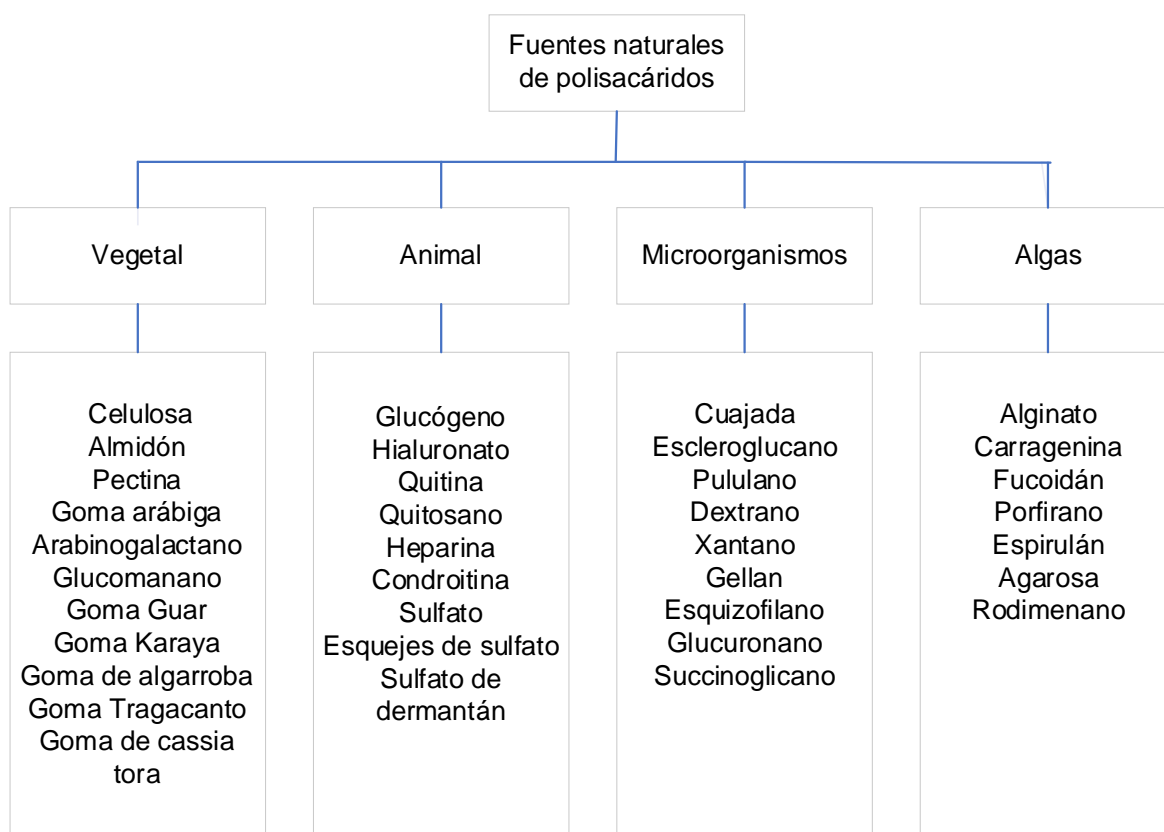 Fuentes naturales
de polisacáridos
Vegetal
Animal
Microorganismos
Algas
Celulosa
Almidón
Pectina
Goma arábiga
Arabinogalactano
Glucomanano
Goma Guar
Goma Karaya
Goma de algarroba
Goma Tragacanto
Goma de cassia
tora
Glucógeno
Hialuronato
Quitina
Quitosano
Heparina
Condroitina
Sulfato
Esquejes de sulfato
Sulfato de
dermantán
Cuajada
Escleroglucano
Pululano
Dextrano
Xantano
Gellan
Esquizofilano
Glucuronano
Succinoglicano
Alginato
Carragenina
Fucoidán
Porfirano
Espirulán
Agarosa
Rodimenano